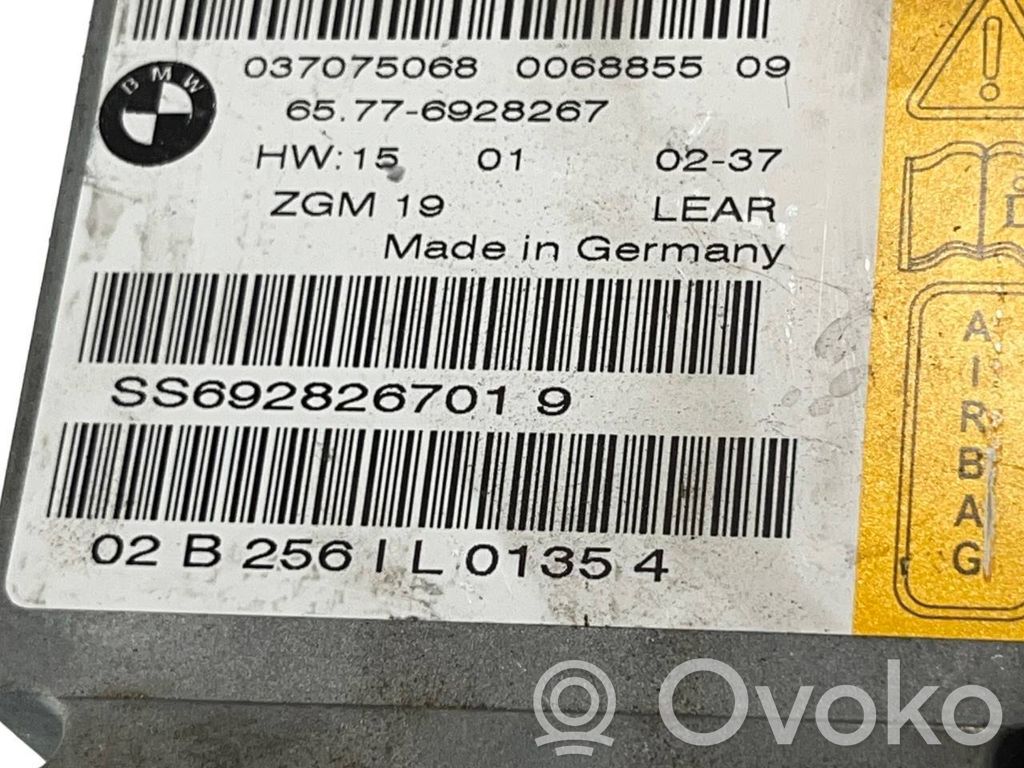 BMW
037075068 0068855 09
65.77-6928267
HW:15 01 02-37
ZGM 19 LEAR
Made in Germany
SS692826701 9
02 B 256 I L 0135 4
AIRBAG
Ovoko